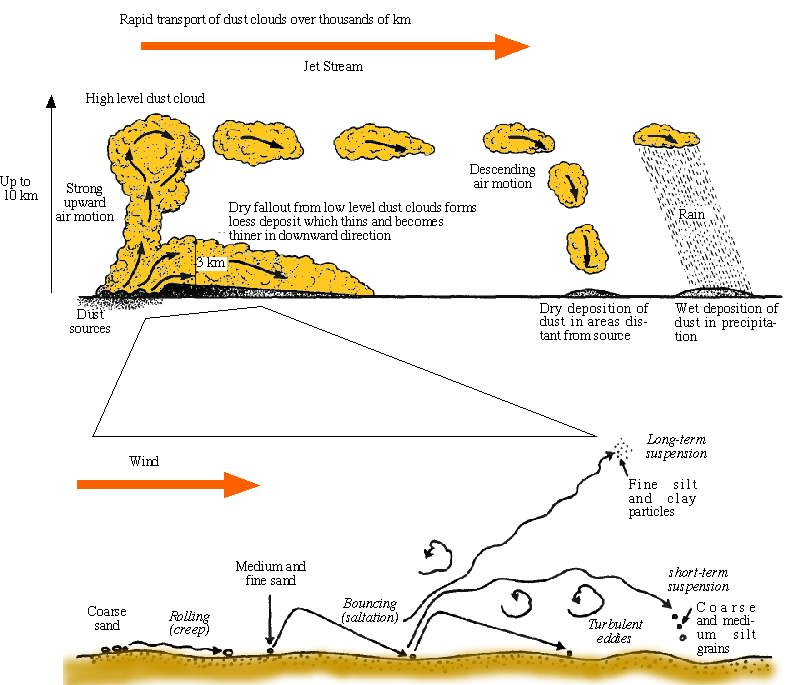 Rapid transport of dust clouds over thousands of km
Jet Stream
High level dust cloud
Up to
10 km
Strong
upward
air motion
Descending
air motion
Dry fallout from low level dust clouds forms
loess deposit which thins and becomes
thiner in downward direction
Rain
3 km
Dust
sources
Dry deposition of
dust in areas dis-
tant from source
Wet deposition of
dust in precipita-
tion
Wind
Long-term
suspension
Fine silt
and clay
particles
Medium and
fine sand
short-term
suspension
Coarse
sand
Rolling
(creep)
Bouncing
(saltation)
Turbulent
eddies
Coarse
and medi-
um silt
grains